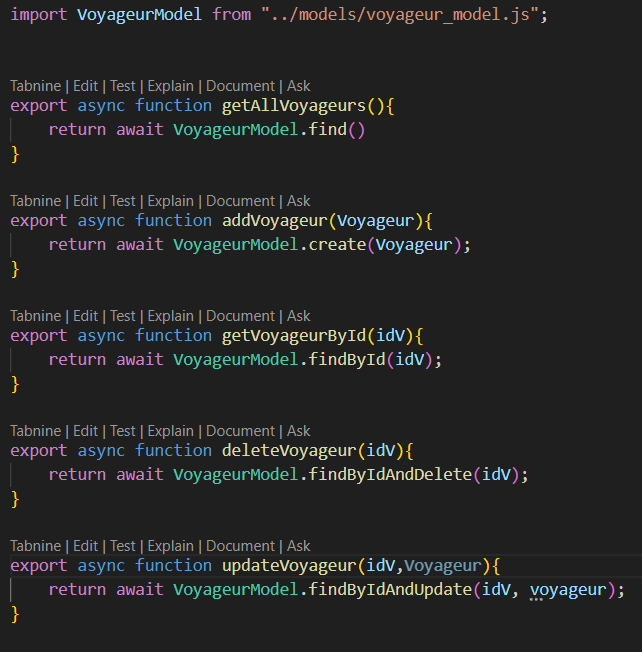 import VoyageurModel from "../models/voyageur_model.js";
Tabnine | Edit | Test | Explain | Document | Ask
export async function getAllVoyageurs(){
return await VoyageurModel.find()
}
Tabnine | Edit | Test | Explain | Document | Ask
export async function addVoyageur(Voyageur){
return await VoyageurModel.create(Voyageur);
}
Tabnine | Edit | Test | Explain | Document | Ask
export async function getVoyageurById(idV){
return await VoyageurModel.findById(idV);
}
Tabnine | Edit | Test | Explain | Document | Ask
export async function deleteVoyageur(idV){
return await VoyageurModel.findByIdAndDelete(idV);
}
Tabnine | Edit | Test | Explain | Document | Ask
export async function updateVoyageur(idV,Voyageur){
return await VoyageurModel.findByIdAndUpdate(idV, voyageur);
}